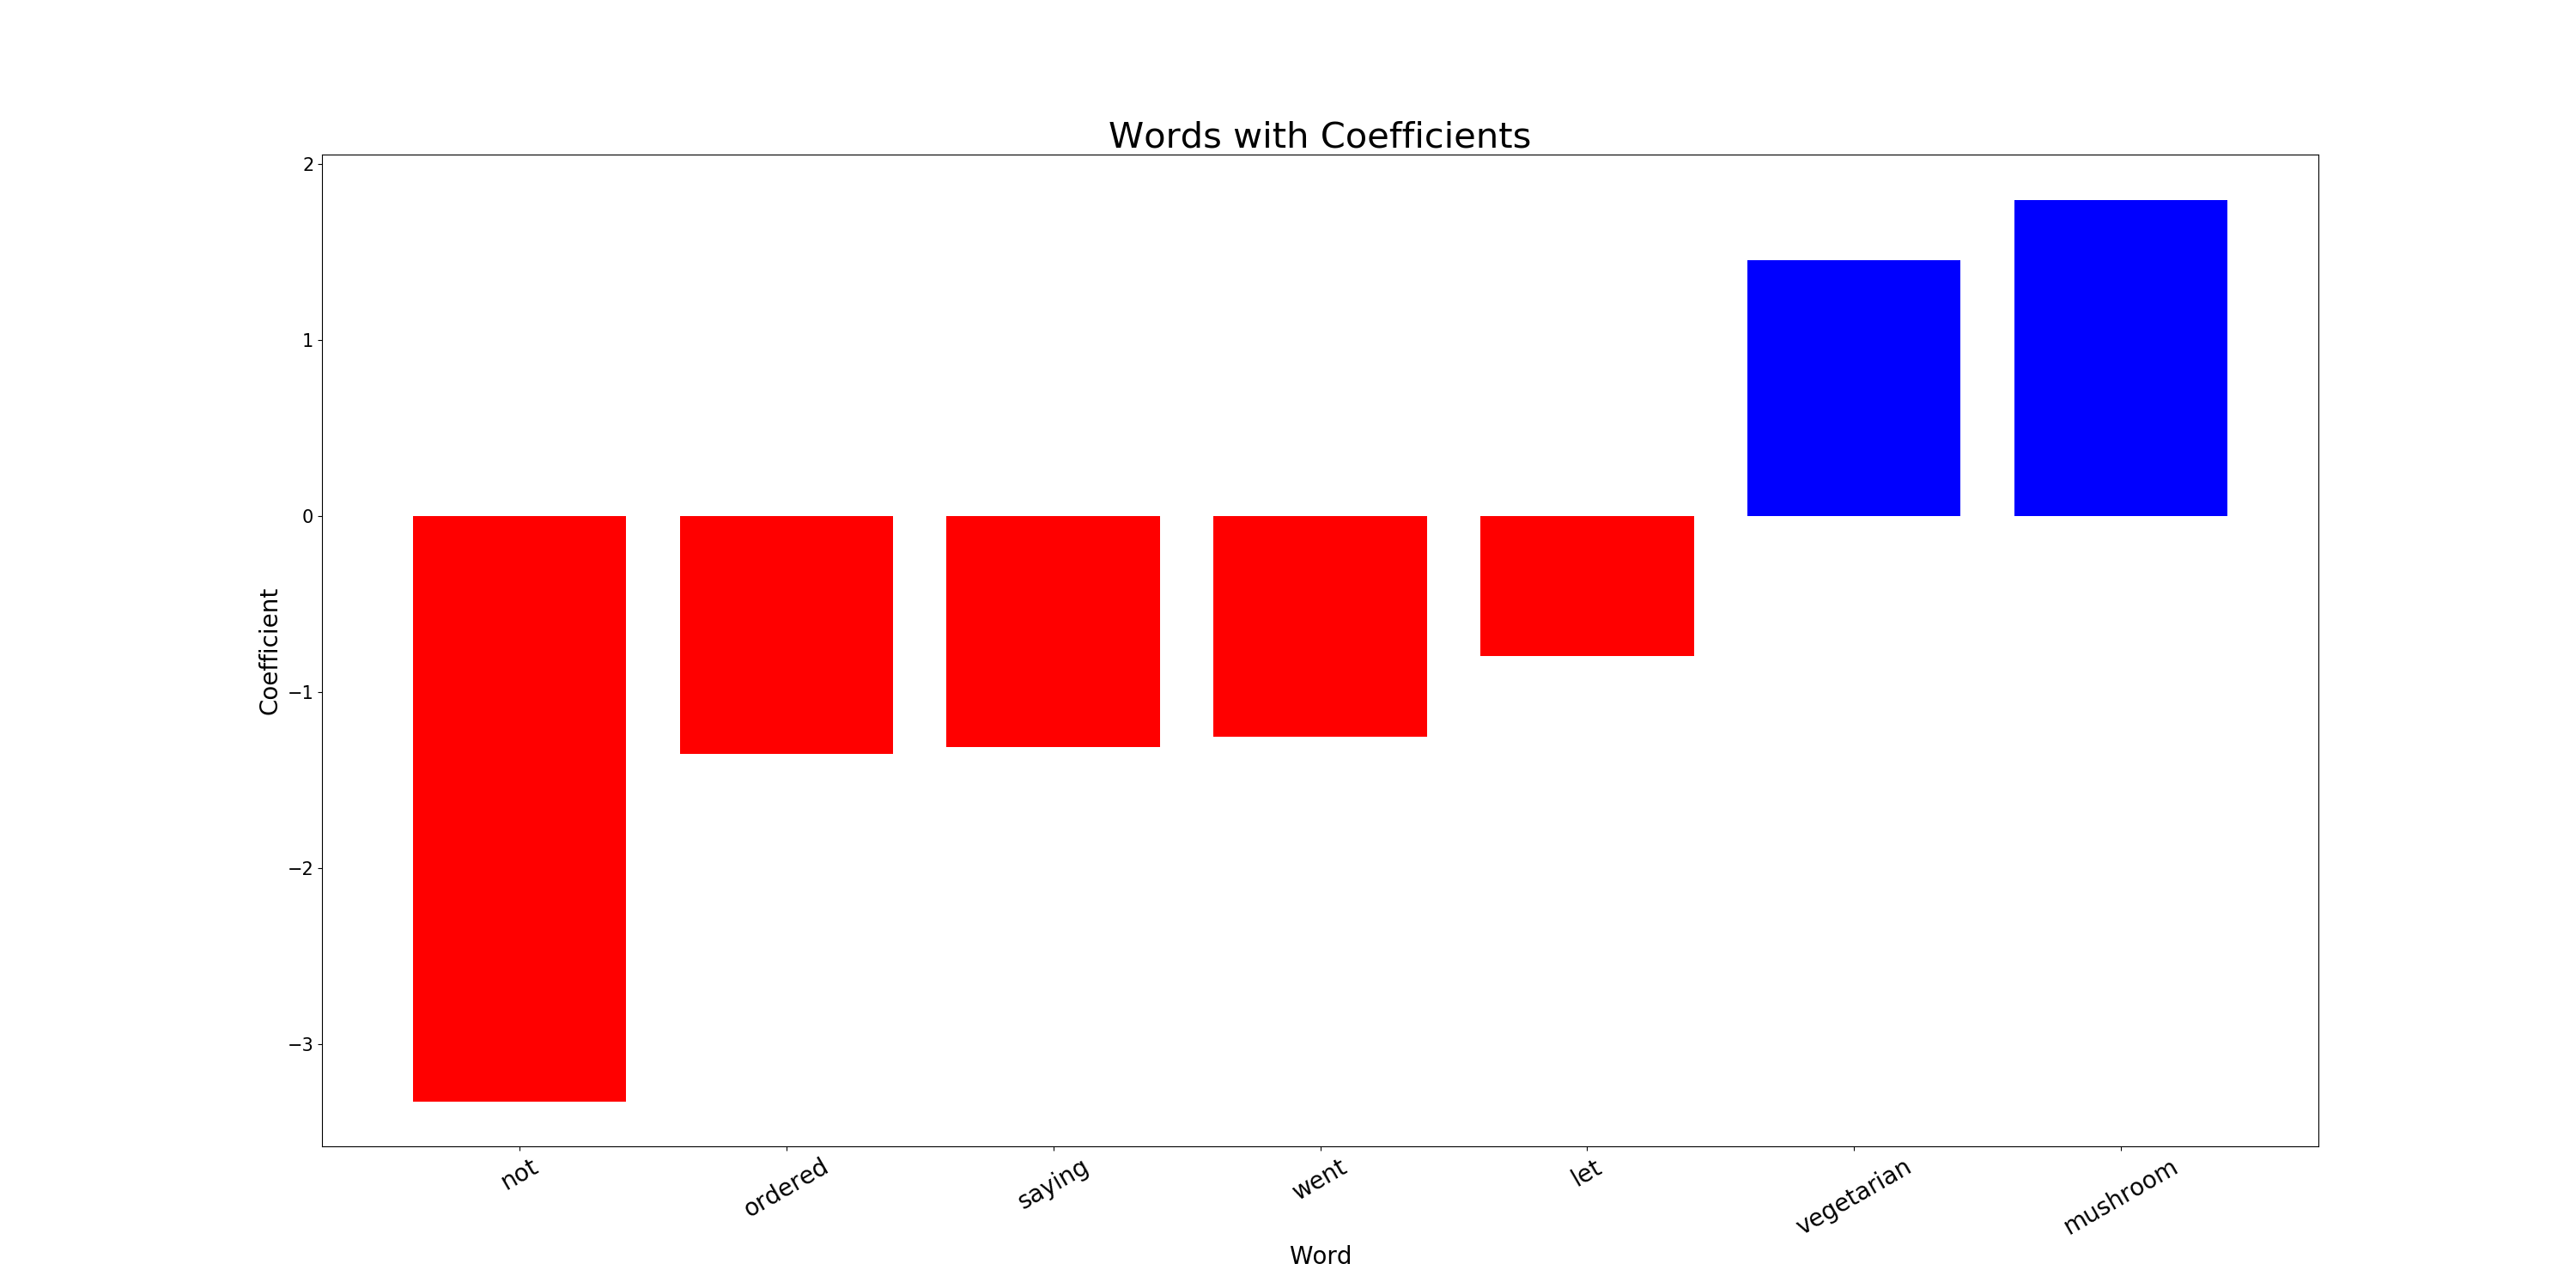 Words with Coefficients
2
1
0
−1
−2
−3
Coefficient
not
ordered
saying
went
let
vegetarian
mushroom
Word